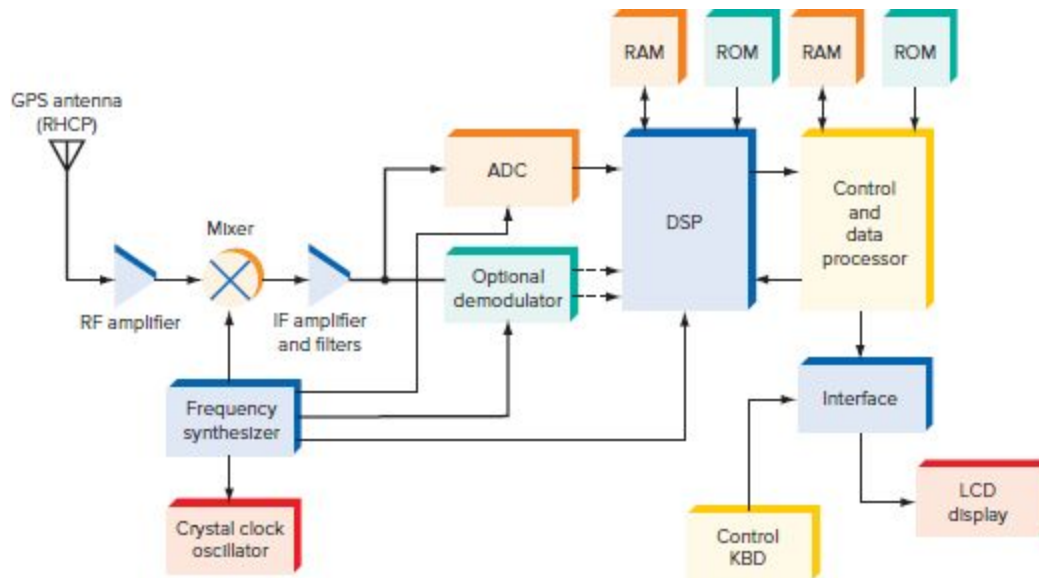 RAM
ROM
RAM
ROM
GPS antenna
(RHCP)
ADC
Control
and
data
processor
DSP
Mixer
Optional
demodulator
RF amplifier
IF amplifier
and filters
Frequency
synthesizer
Interface
Crystal clock
oscillator
Control
KBD
LCD
display